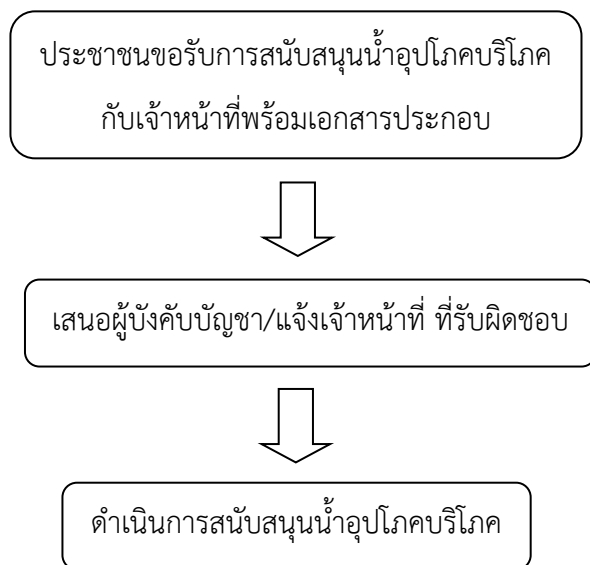 ประชาชนขอรับการสนับสนุนน้ำอุปโภคบริโภค
กับเจ้าหน้าที่พร้อมเอกสารประกอบ
เสนอผู้บังคับบัญชา/แจ้งเจ้าหน้าที่ ที่รับผิดชอบ
ดำเนินการสนับสนุนน้ำอุปโภคบริโภค